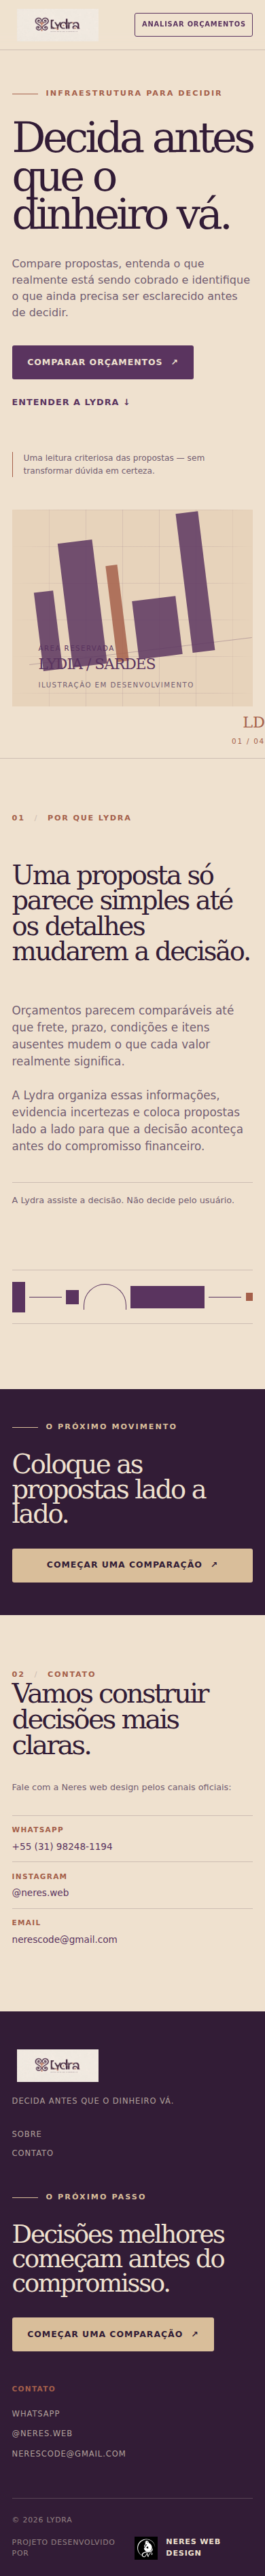 Lydra
ANALISAR ORÇAMENTOS
INFRAESTRUTURA PARA DECIDIR
Decida antes
que o
dinheiro vá.
Compare propostas, entenda o que
realmente está sendo cobrado e identifique
o que ainda precisa ser esclarecido antes
de decidir.
COMPARAR ORÇAMENTOS ↗
ENTENDER A LYDRA ↓
Uma leitura criteriosa das propostas — sem
transformar dúvida em certeza.
ÁREA RESERVADA
LYDIA / SARDES
ILUSTRAÇÃO EM DESENVOLVIMENTO
LD
01 / 04
01 / POR QUE LYDRA
Uma proposta só
parece simples até
os detalhes
mudarem a decisão.
Orçamentos parecem comparáveis até
que frete, prazo, condições e itens
ausentes mudem o que cada valor
realmente significa.
A Lydra organiza essas informações,
evidencia incertezas e coloca propostas
lado a lado para que a decisão aconteça
antes do compromisso financeiro.
A Lydra assiste a decisão. Não decide pelo usuário.
O PRÓXIMO MOVIMENTO
Coloque as
propostas lado a
lado.
COMEÇAR UMA COMPARAÇÃO ↗
02 / CONTATO
Vamos construir
decisões mais
claras.
Fale com a Neres web design pelos canais oficiais:
WHATSAPP
+55 (31) 98248-1194
INSTAGRAM
@neres.web
EMAIL
nerescode@gmail.com
Lydra
DECIDA ANTES QUE O DINHEIRO VÁ.
SOBRE
CONTATO
O PRÓXIMO PASSO
Decisões melhores
começam antes do
compromisso.
COMEÇAR UMA COMPARAÇÃO ↗
CONTATO
WHATSAPP
@NERES.WEB
NERESCODE@GMAIL.COM
© 2026 LYDRA
PROJETO DESENVOLVIDO
POR
NERES WEB
DESIGN